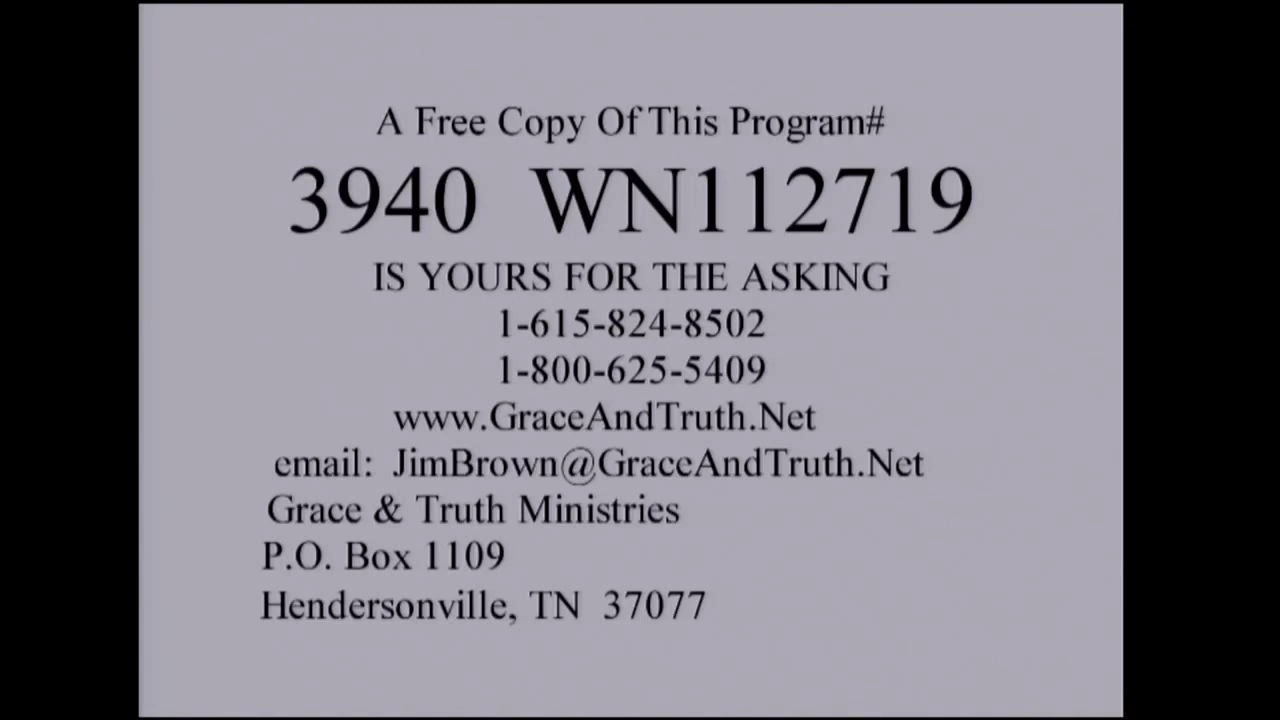 A Free Copy Of This Program#
3940 WN112719
IS YOURS FOR THE ASKING
1-615-824-8502
1-800-625-5409
www.GraceAndTruth.Net
email: JimBrown@GraceAndTruth.Net
Grace & Truth Ministries
P.O. Box 1109
Hendersonville, TN 37077